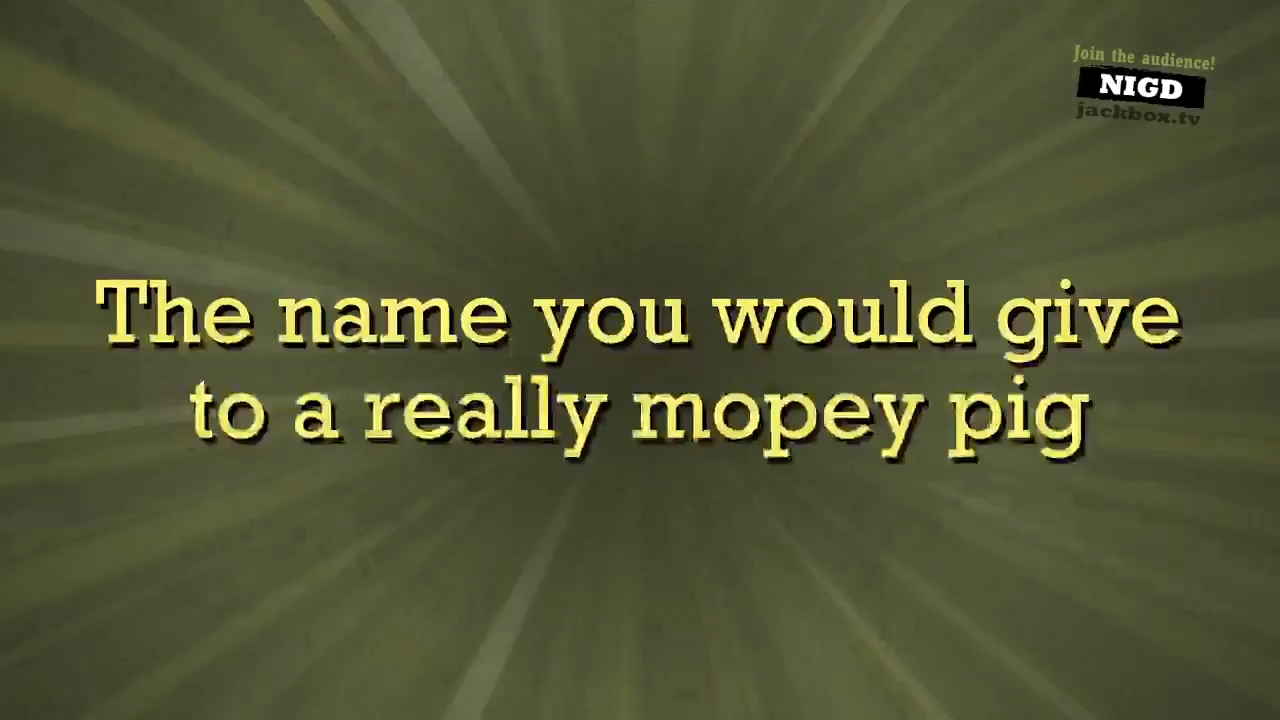 Join the audience!
NIGD
jackbox.tv
The name you would give
to a really mopey pig